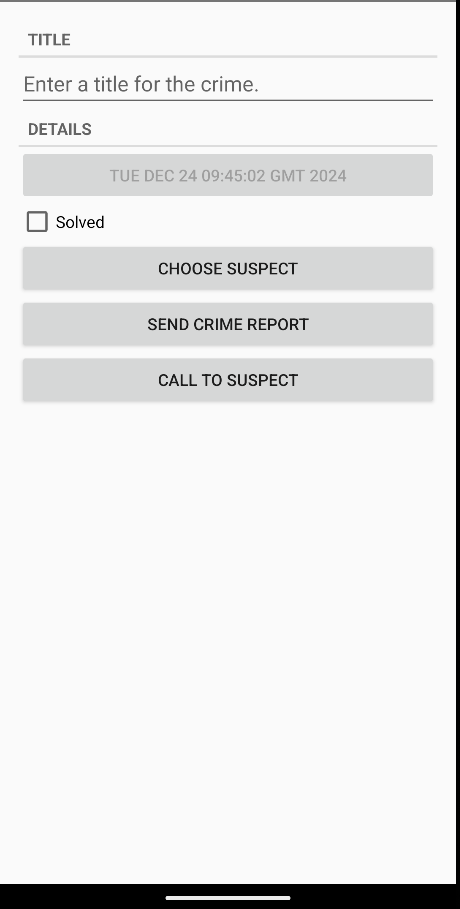 TITLE
Enter a title for the crime.
DETAILS
TUE DEC 24 09:45:02 GMT 2024
Solved
CHOOSE SUSPECT
SEND CRIME REPORT
CALL TO SUSPECT